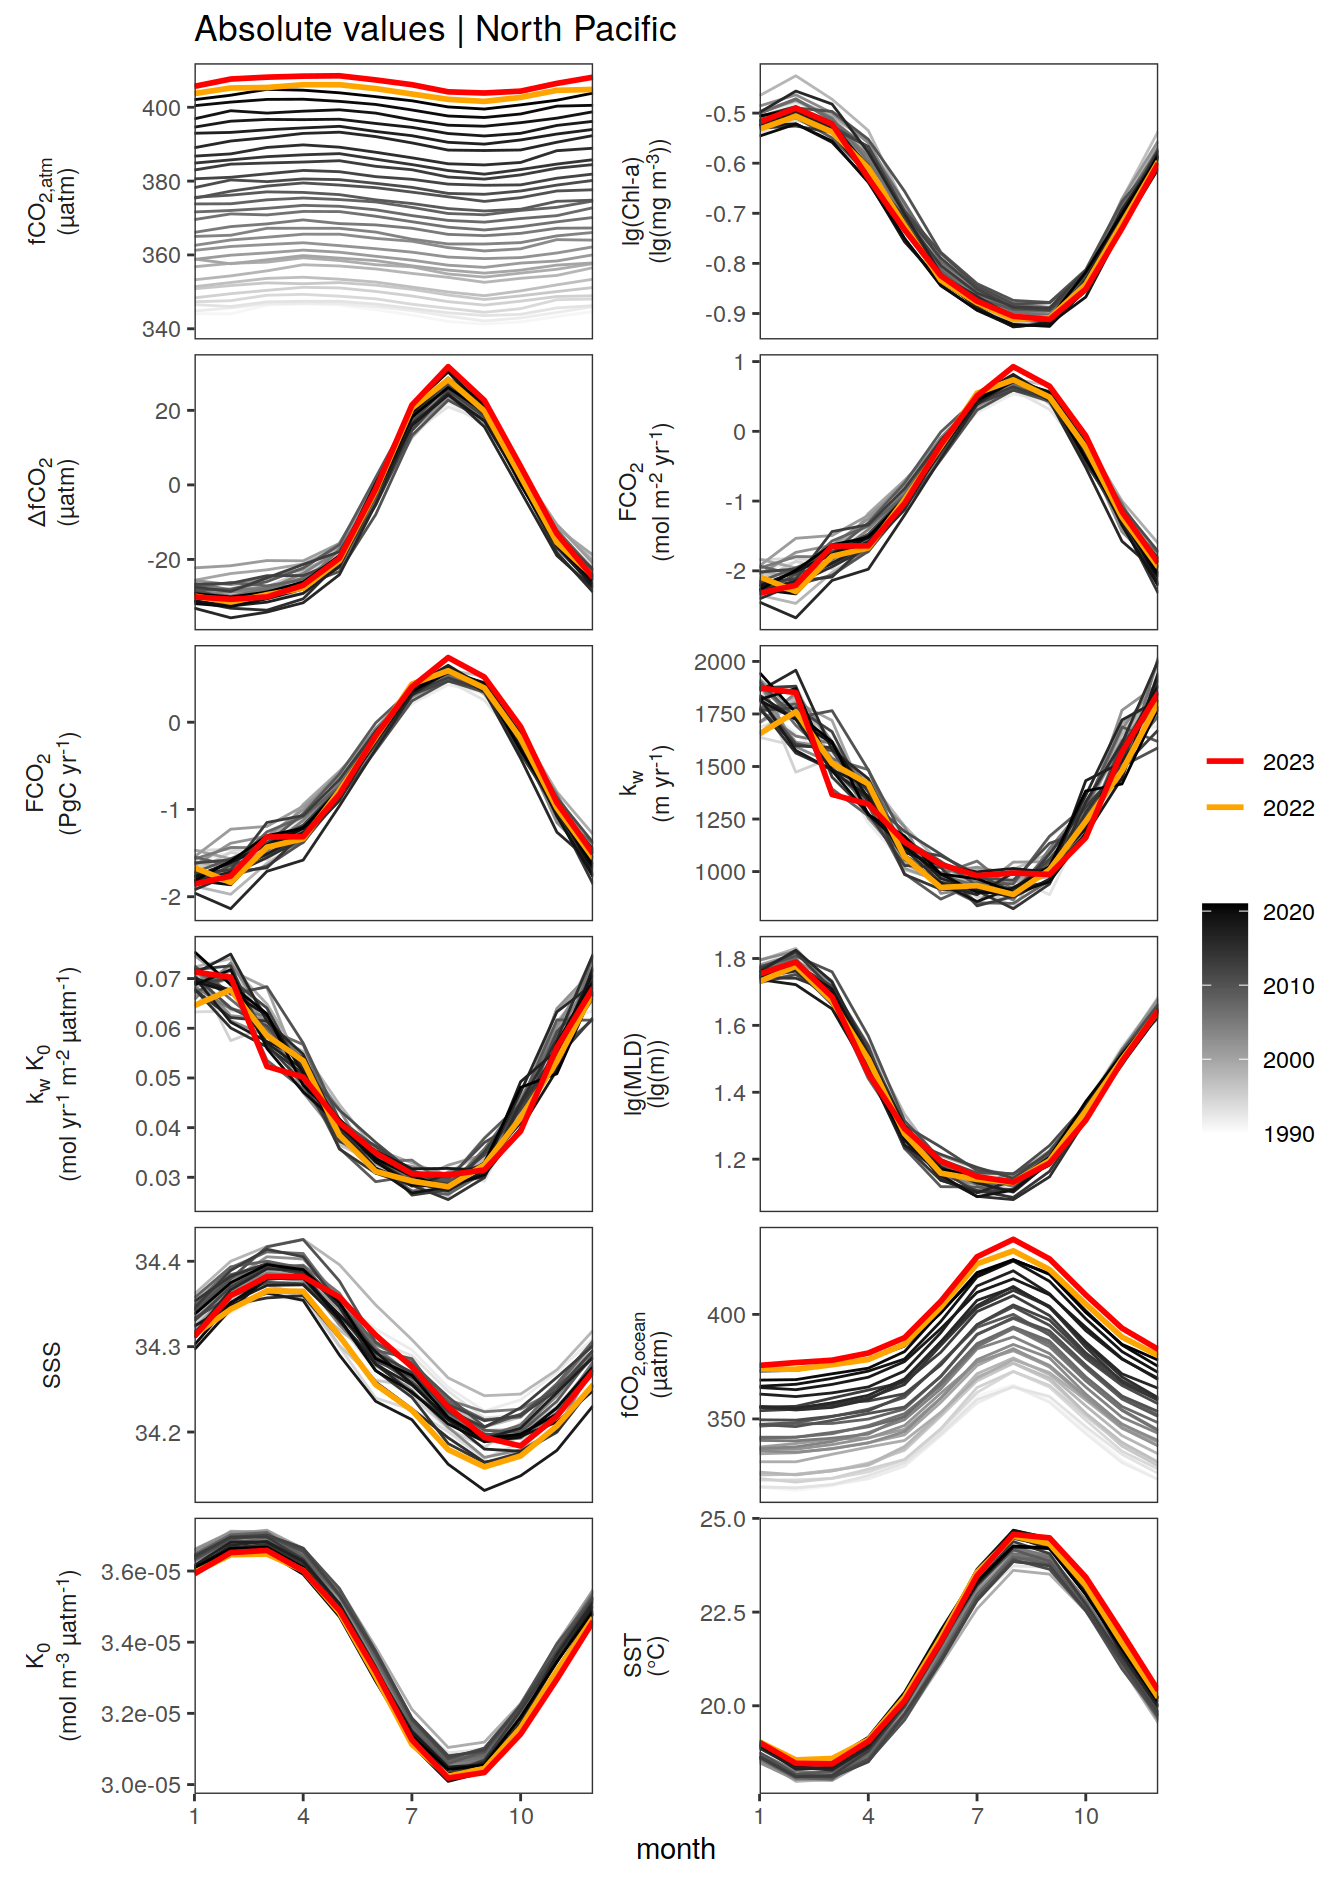 Absolute values | North Pacific
fCO2,atm
(µatm)
400
380
360
340
lg(Chl-a)
(lg(mg m-3))
-0.5
-0.6
-0.7
-0.8
-0.9
ΔfCO2
(µatm)
20
0
-20
FCO2
(mol m-2 yr-1)
1
0
-1
-2
FCO2
(PgC yr-1)
0
-1
-2
kw
(m yr-1)
2000
1750
1500
1250
1000
2023
2022
2020
2010
2000
1990
kw K0
(mol yr-1 m-2 µatm-1)
0.07
0.06
0.05
0.04
0.03
lg(MLD)
(lg(m))
1.8
1.6
1.4
1.2
SSS
34.4
34.3
34.2
fCO2,ocean
(µatm)
400
350
K0
(mol m-3 µatm-1)
3.6e-05
3.4e-05
3.2e-05
3.0e-05
SST
(°C)
25.0
22.5
20.0
1 4 7 10
1 4 7 10
month